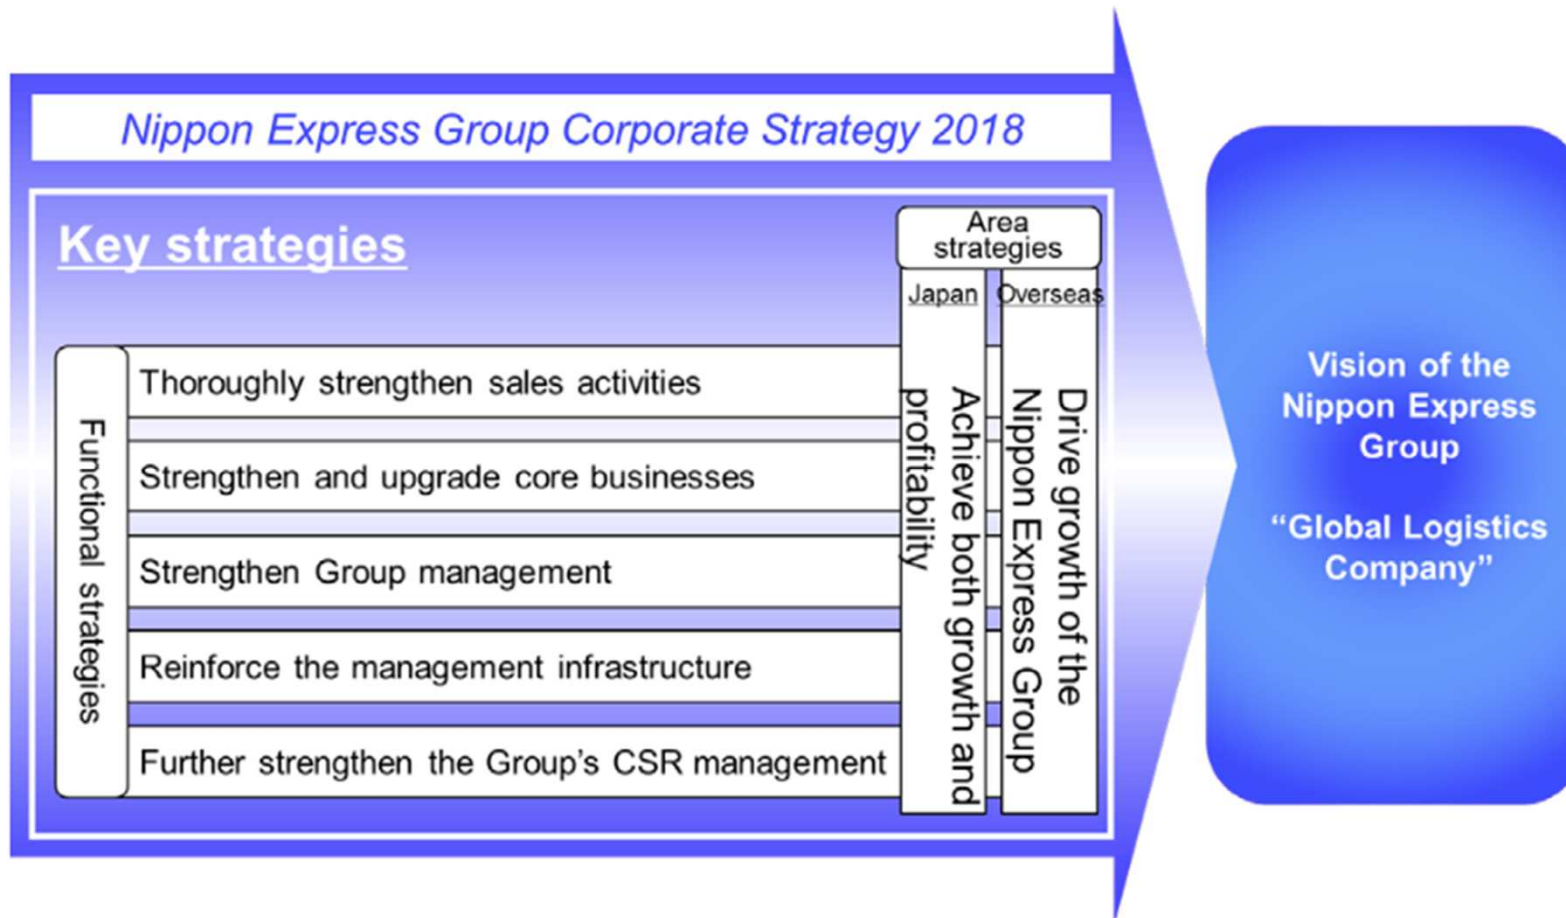 Nippon Express Group Corporate Strategy 2018
Key strategies
Area
strategies
Japan
Overseas
Functional strategies
Thoroughly strengthen sales activities
Strengthen and upgrade core businesses
Strengthen Group management
Reinforce the management infrastructure
Further strengthen the Group’s CSR management
Achieve both growth and
profitability
Drive growth of the
Nippon Express Group
Vision of the
Nippon Express
Group
“Global Logistics
Company”